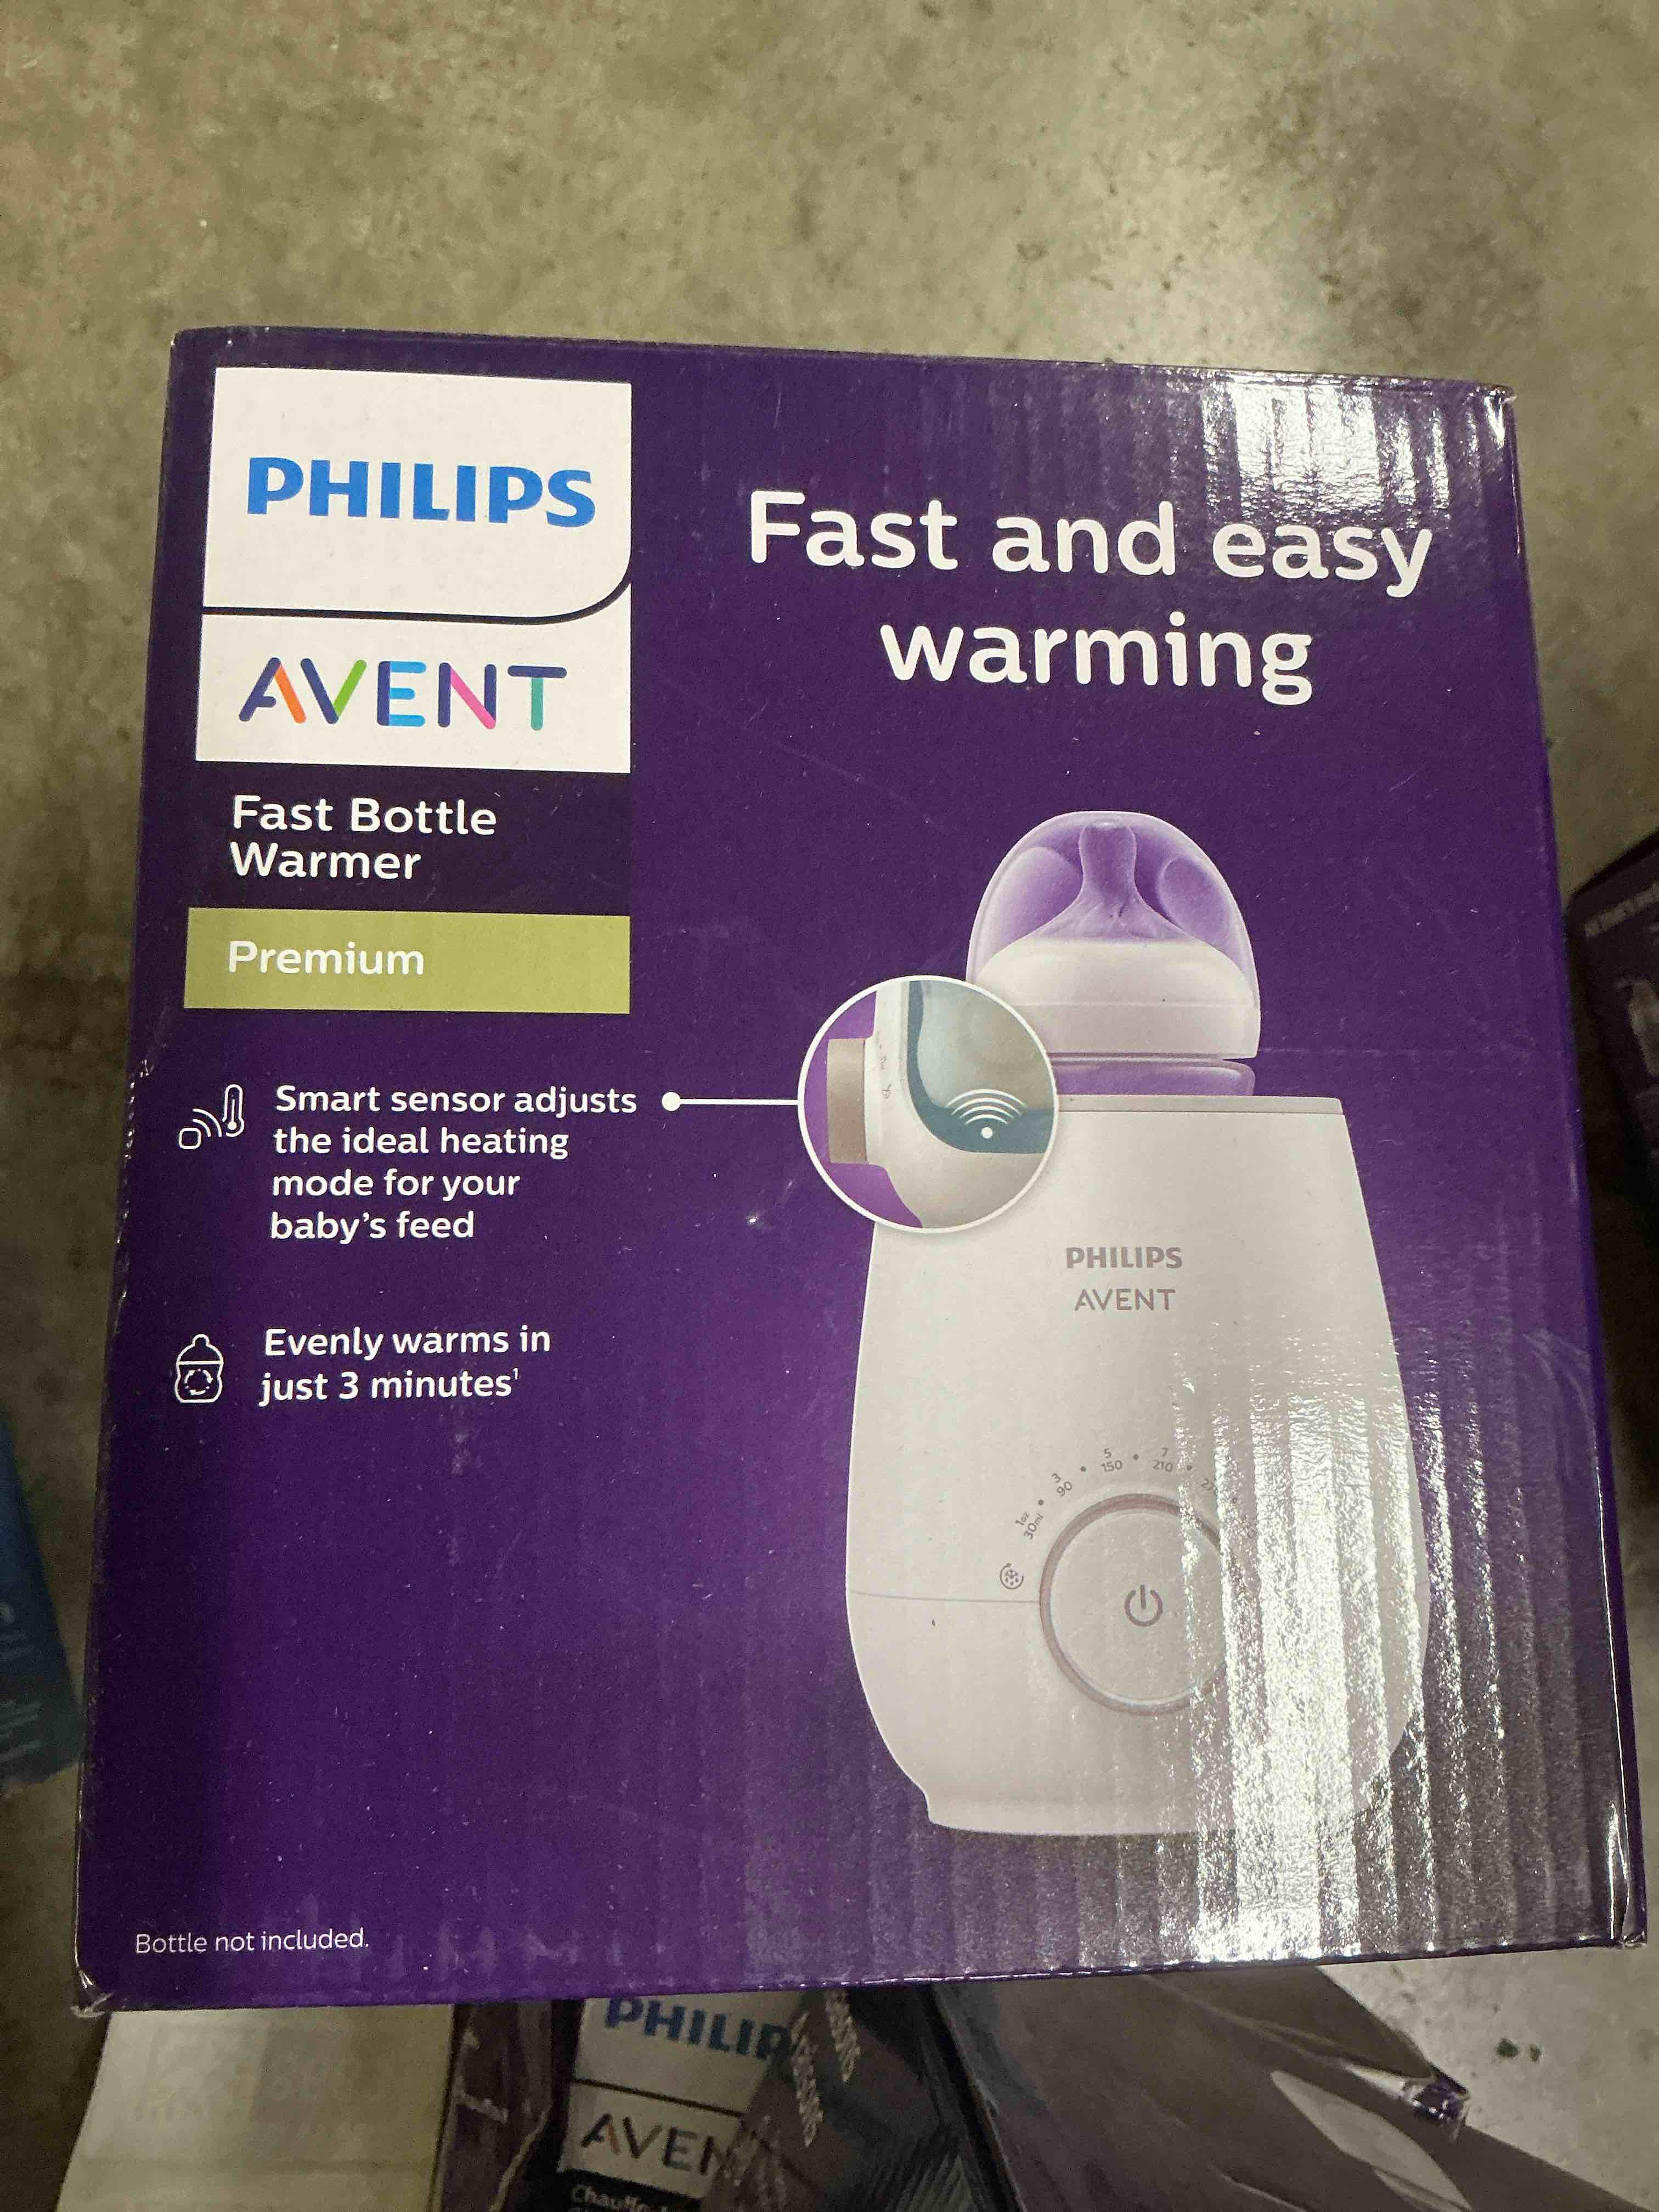 PHILIPS
AVENT
Fast Bottle
Warmer
Premium
Fast and easy
warming
Smart sensor adjusts
the ideal heating
mode for your
baby's feed
Evenly warms in
just 3 minutes¹
PHILIPS
AVENT
1oz 30ml
3 90
5 150
7 210
Bottle not included.
PHILIP
AVEN